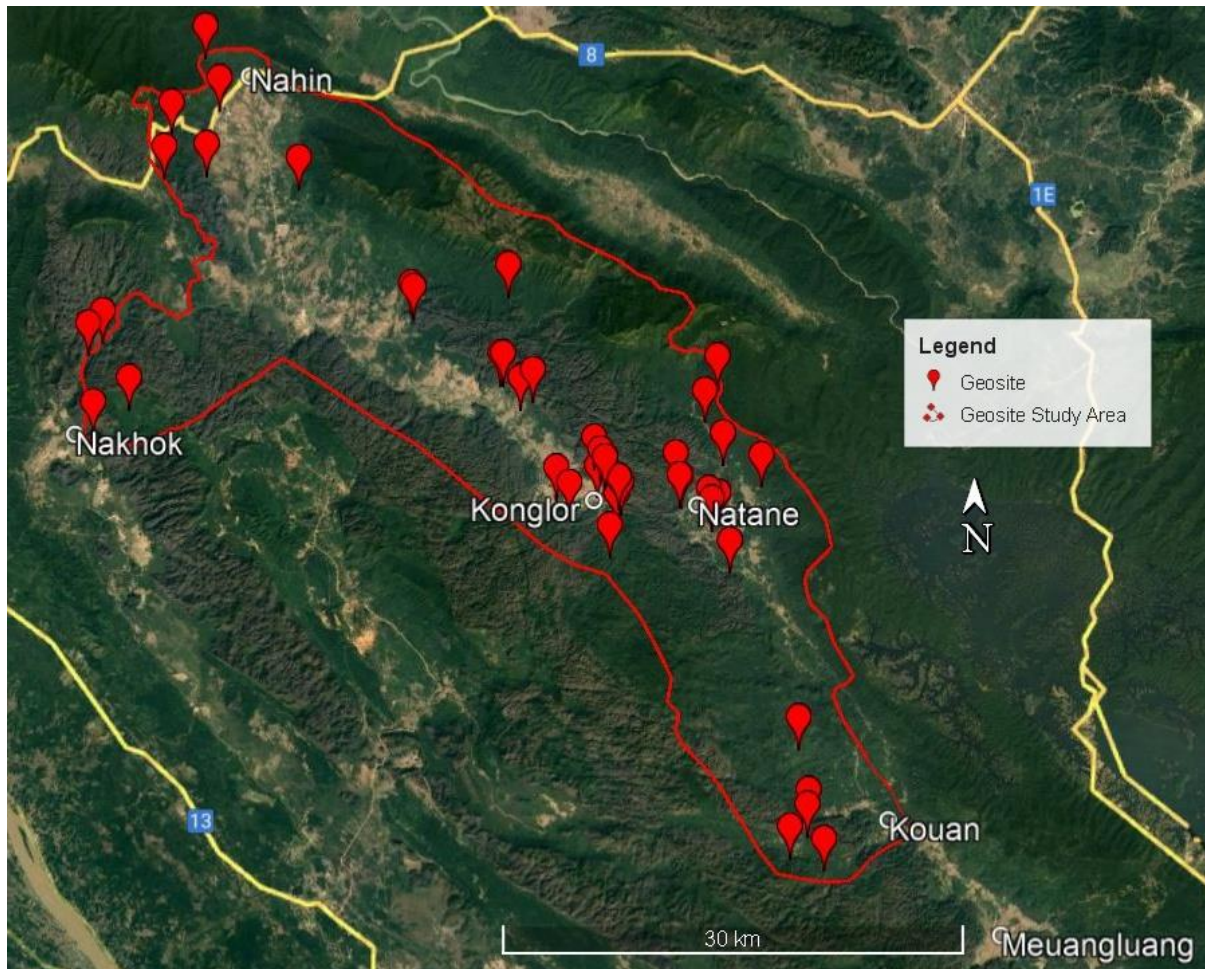 8
Nahin
1E
Legend
Geosite
Geosite Study Area
Nakhok
Konglor
Natane
N
13
Kouan
30 km
Meuangluang